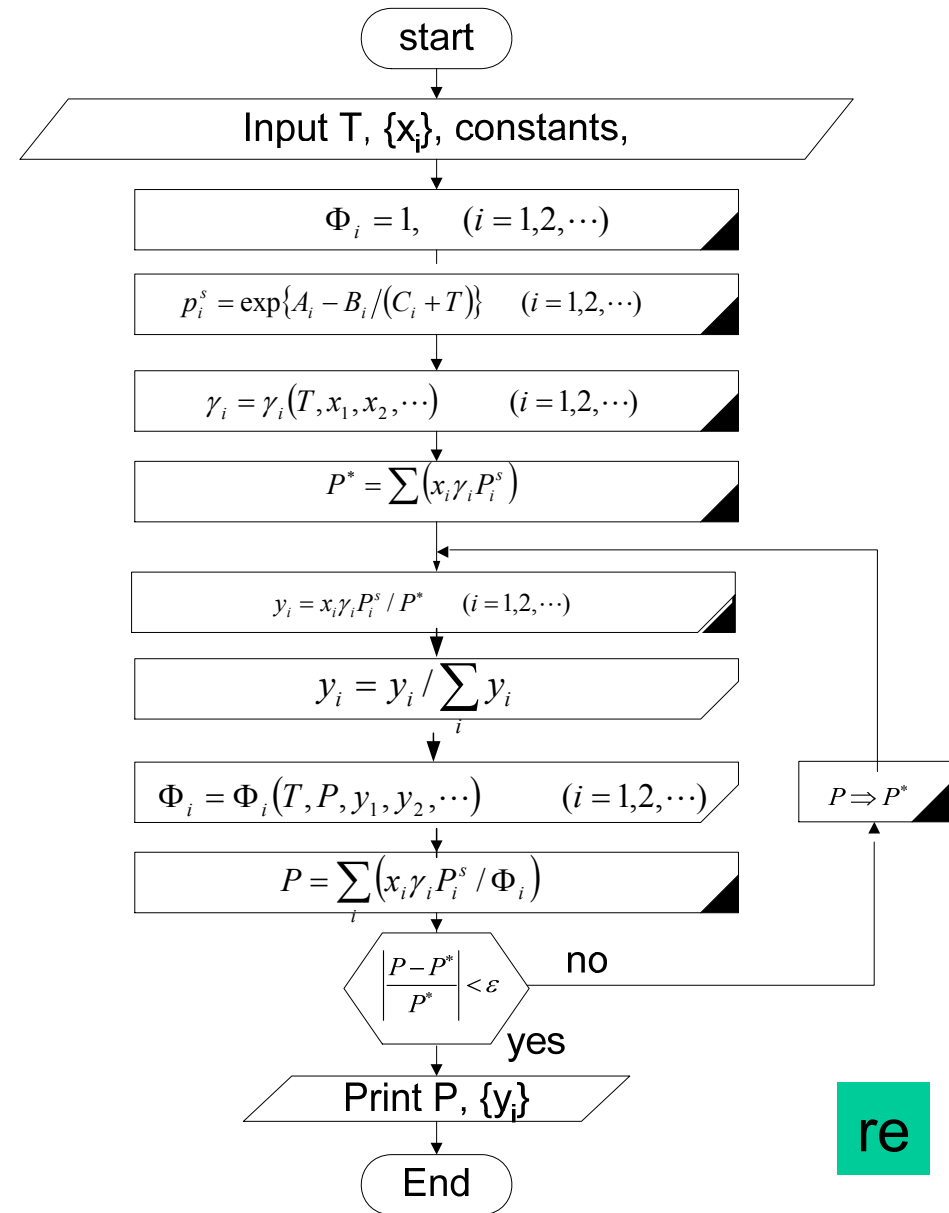 start
Input T, {xᵢ}, constants,
Φᵢ = 1, (i = 1,2,⋯)
pᵢˢ = exp{Aᵢ − Bᵢ/(Cᵢ + T)} (i = 1,2,⋯)
γᵢ = γᵢ(T, x₁, x₂,⋯) (i = 1,2,⋯)
P* = ∑(xᵢγᵢPᵢˢ)
yᵢ = xᵢγᵢPᵢˢ / P* (i = 1,2,⋯)
yᵢ = yᵢ / ∑ᵢ yᵢ
Φᵢ = Φᵢ(T, P, y₁, y₂,⋯) (i = 1,2,⋯)
P ⇒ P*
P = ∑ᵢ(xᵢγᵢPᵢˢ / Φᵢ)
|(P − P*)/P*| < ε
no
yes
Print P, {yᵢ}
re
End